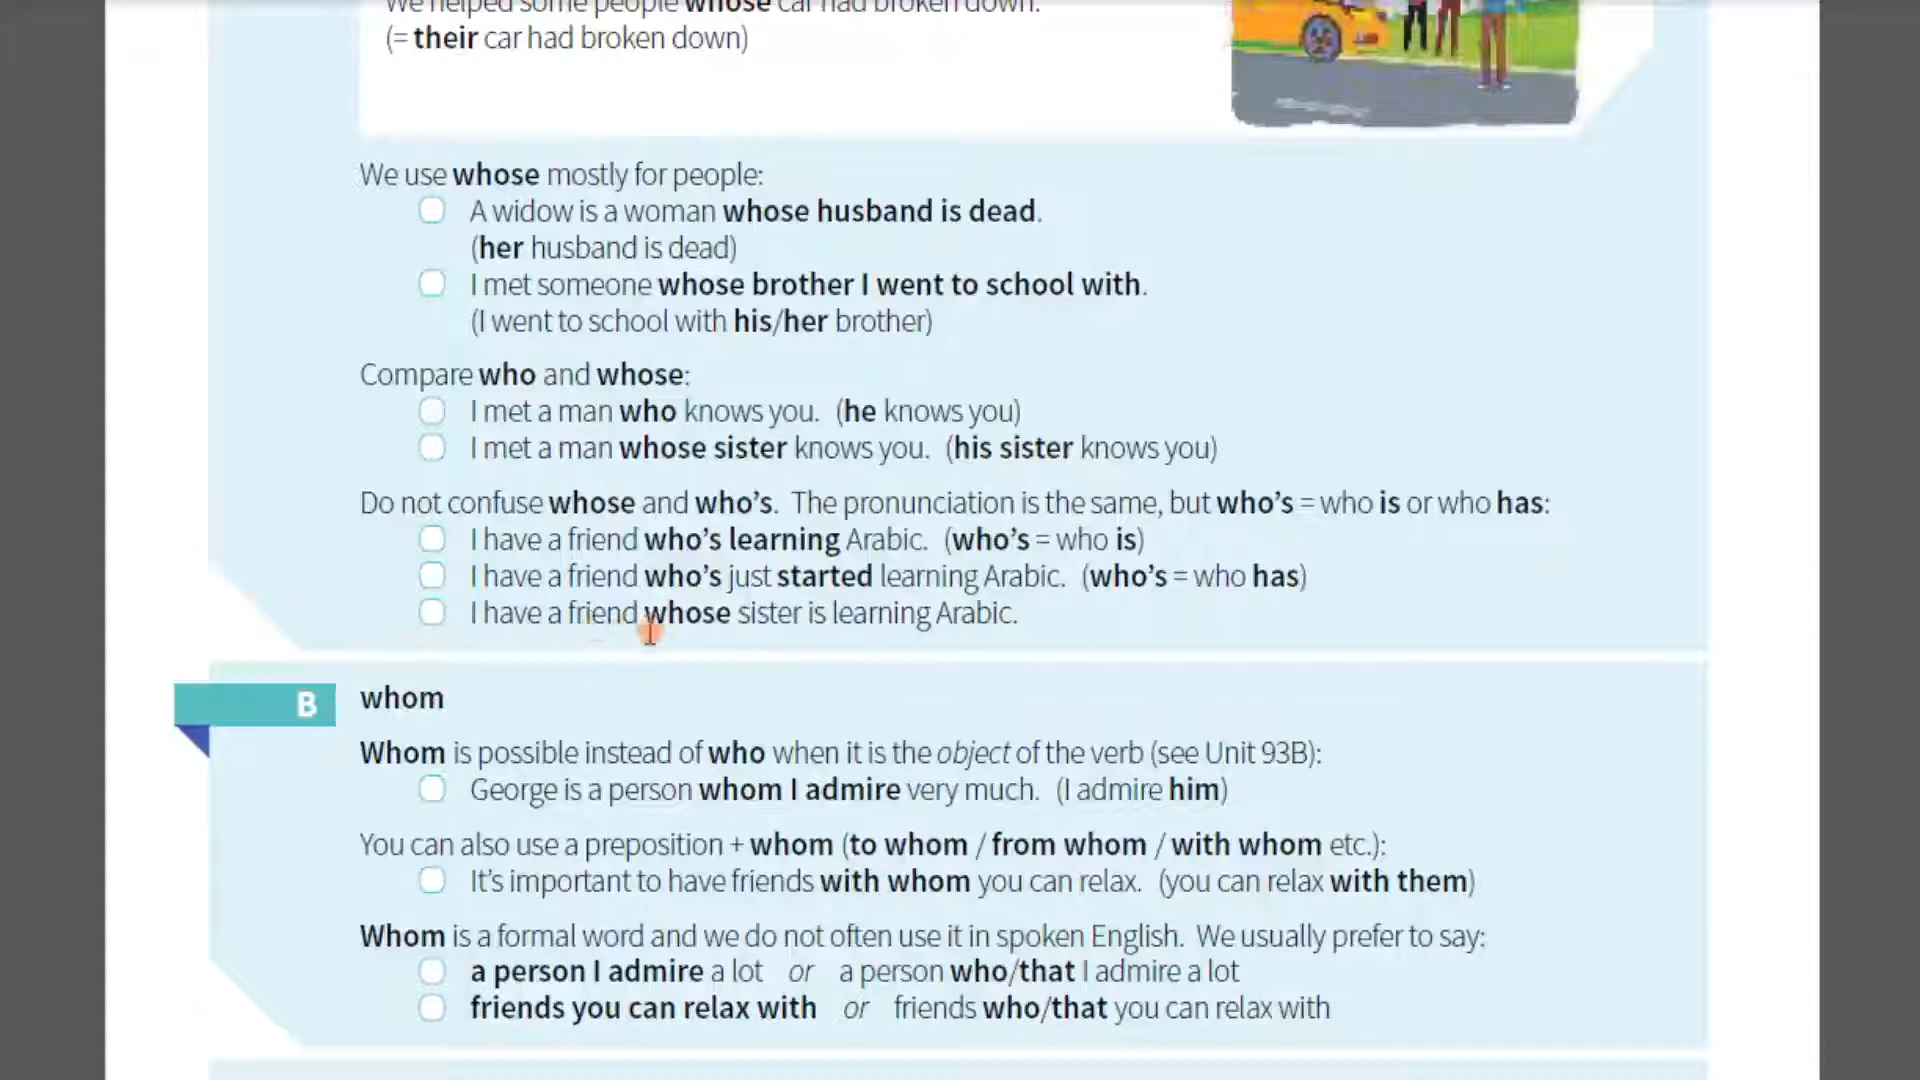 We helped some people whose car had broken down.
(= their car had broken down)
We use whose mostly for people:
A widow is a woman whose husband is dead.
(her husband is dead)
I met someone whose brother I went to school with.
(I went to school with his/her brother)
Compare who and whose:
I met a man who knows you. (he knows you)
I met a man whose sister knows you. (his sister knows you)
Do not confuse whose and who’s. The pronunciation is the same, but who’s = who is or who has:
I have a friend who’s learning Arabic. (who’s = who is)
I have a friend who’s just started learning Arabic. (who’s = who has)
I have a friend whose sister is learning Arabic.
B whom
Whom is possible instead of who when it is the object of the verb (see Unit 93B):
George is a person whom I admire very much. (I admire him)
You can also use a preposition + whom (to whom / from whom / with whom etc.):
It’s important to have friends with whom you can relax. (you can relax with them)
Whom is a formal word and we do not often use it in spoken English. We usually prefer to say:
a person I admire a lot or a person who/that I admire a lot
friends you can relax with or friends who/that you can relax with